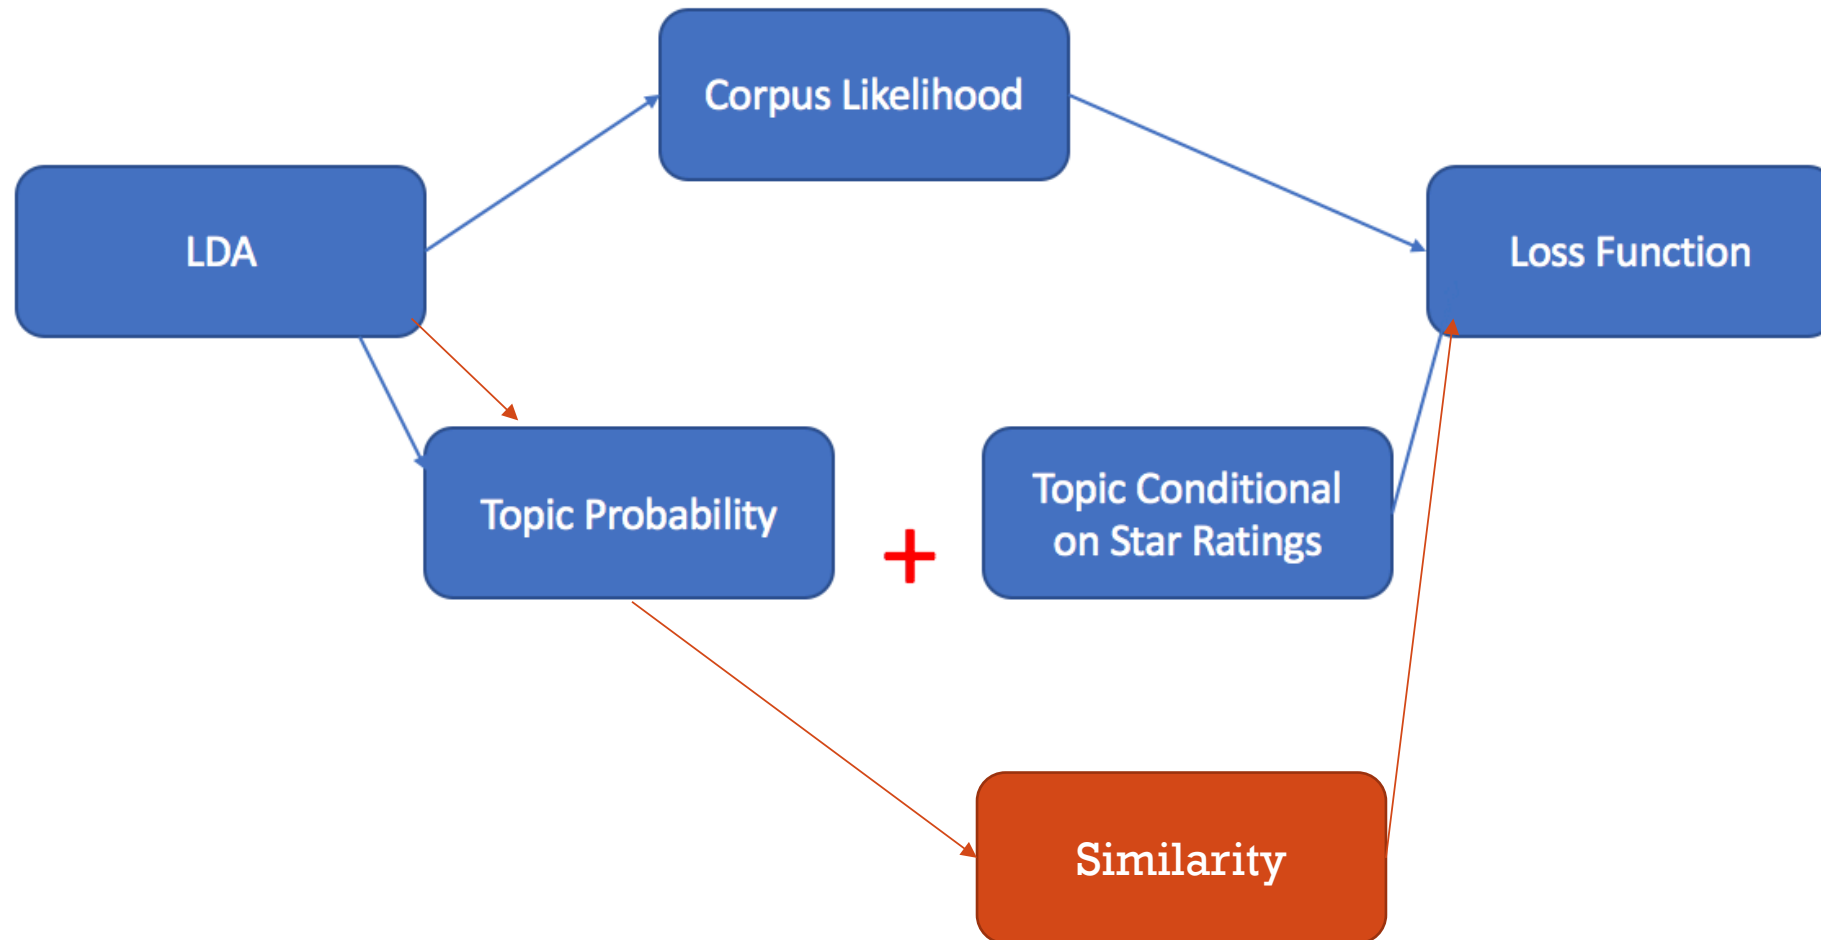 Corpus Likelihood
LDA
Loss Function
Topic Probability
+
Topic Conditional
on Star Ratings
Similarity